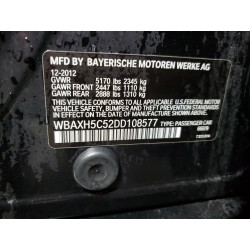 MFD BY BAYERISCHE MOTOREN WERKE AG
12-2012
GVWR 5170 lbs 2345 kg
GAWR FRONT 2447 lbs 1110 kg
GAWR REAR 2888 lbs 1310 kg
THIS VEHICLE CONFORMS TO ALL APPLICABLE U.S. FEDERAL MOTOR
VEHICLE SAFETY, BUMPER, AND THEFT PREVENTION STANDARDS
IN EFFECT ON THE DATE OF MANUFACTURE SHOWN ABOVE.
WBAXH5C52DD108577 TYPE: PASSENGER CAR